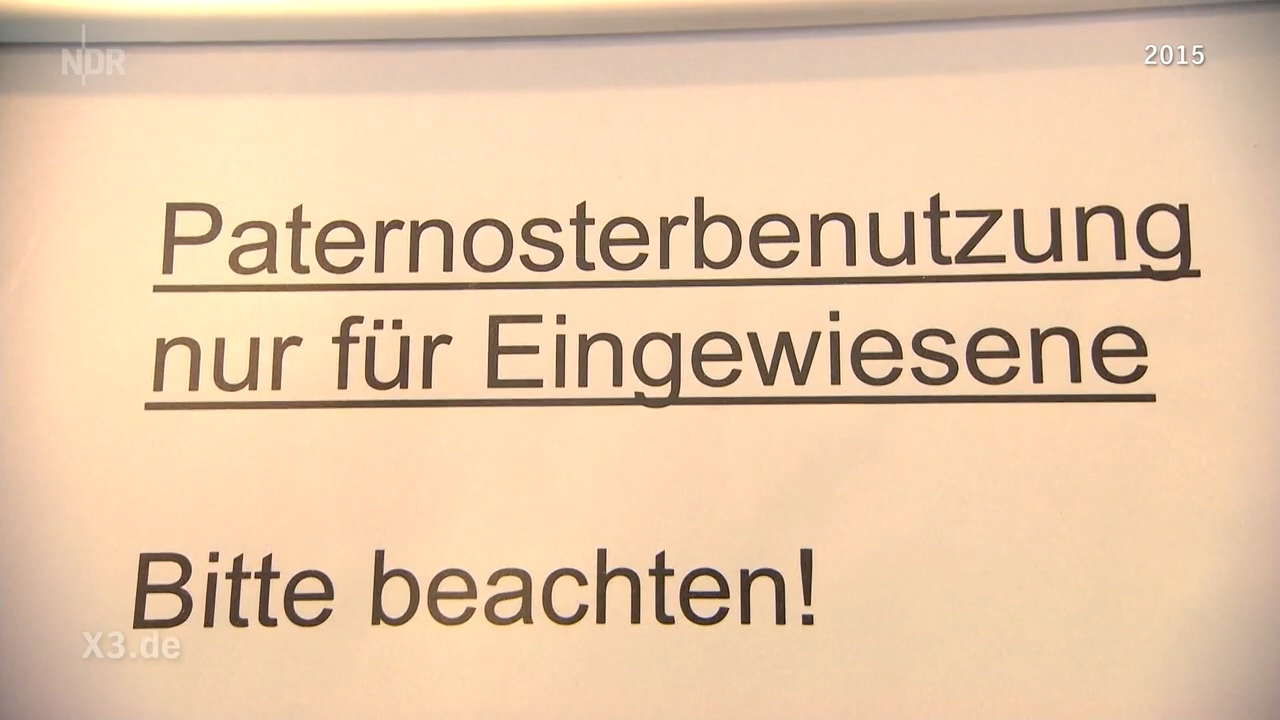 NDR
2015
Paternosterbenutzung
nur für Eingewiesene
Bitte beachten!
X3.de